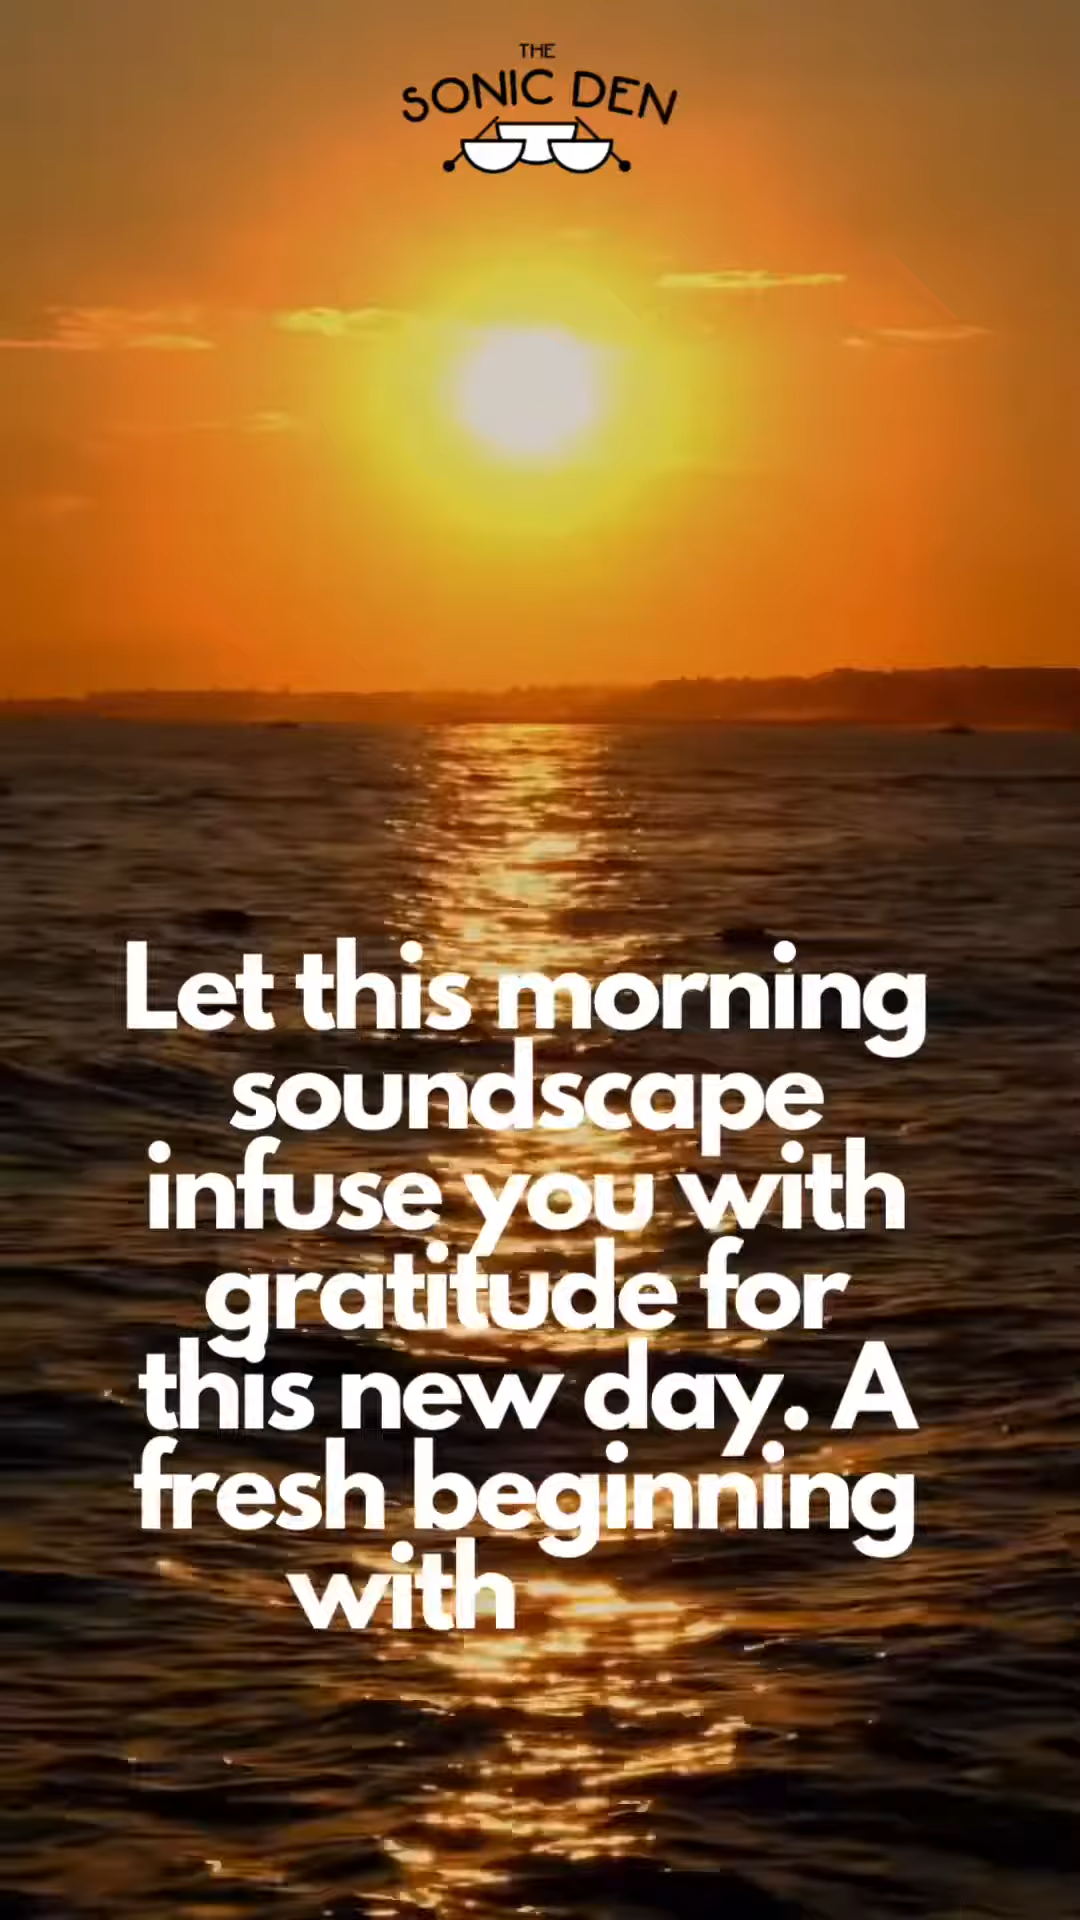 THE
SONIC DEN
Let this morning
soundscape
infuse you with
gratitude for
this new day. A
fresh beginning
with